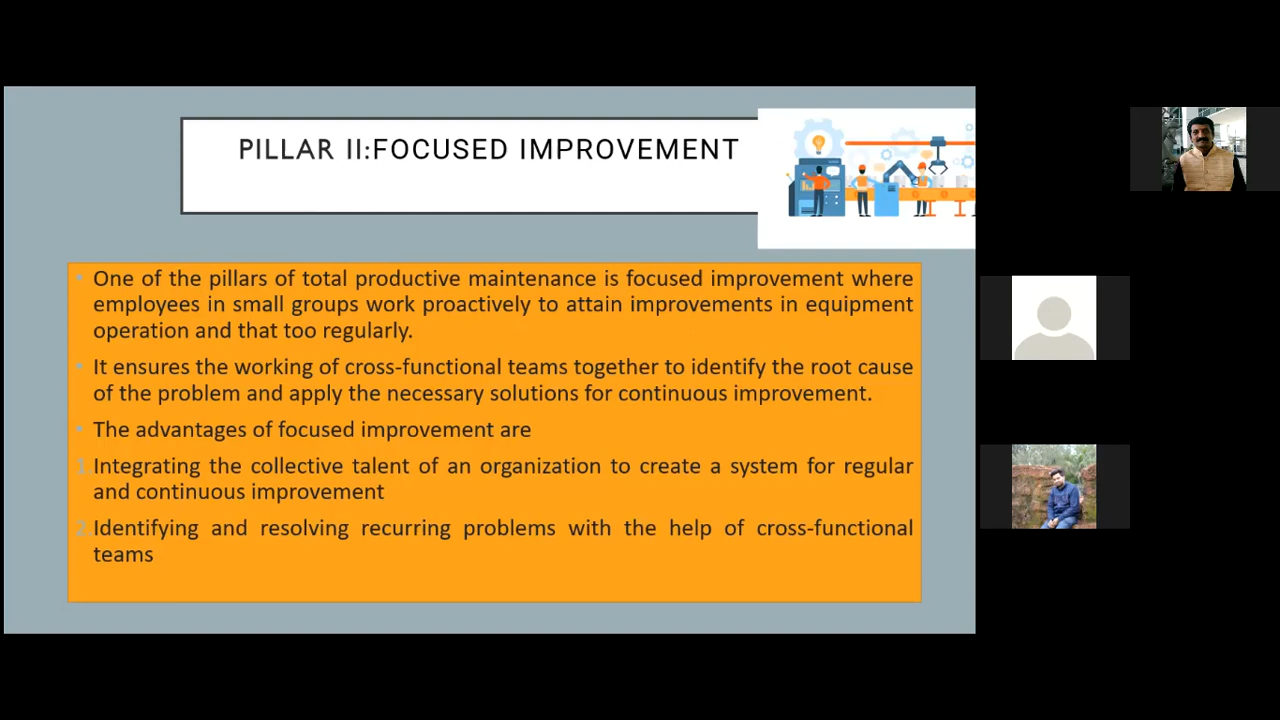 PILLAR II:FOCUSED IMPROVEMENT
• One of the pillars of total productive maintenance is focused improvement where
employees in small groups work proactively to attain improvements in equipment
operation and that too regularly.
• It ensures the working of cross-functional teams together to identify the root cause
of the problem and apply the necessary solutions for continuous improvement.
• The advantages of focused improvement are
1. Integrating the collective talent of an organization to create a system for regular
and continuous improvement
2. Identifying and resolving recurring problems with the help of cross-functional
teams